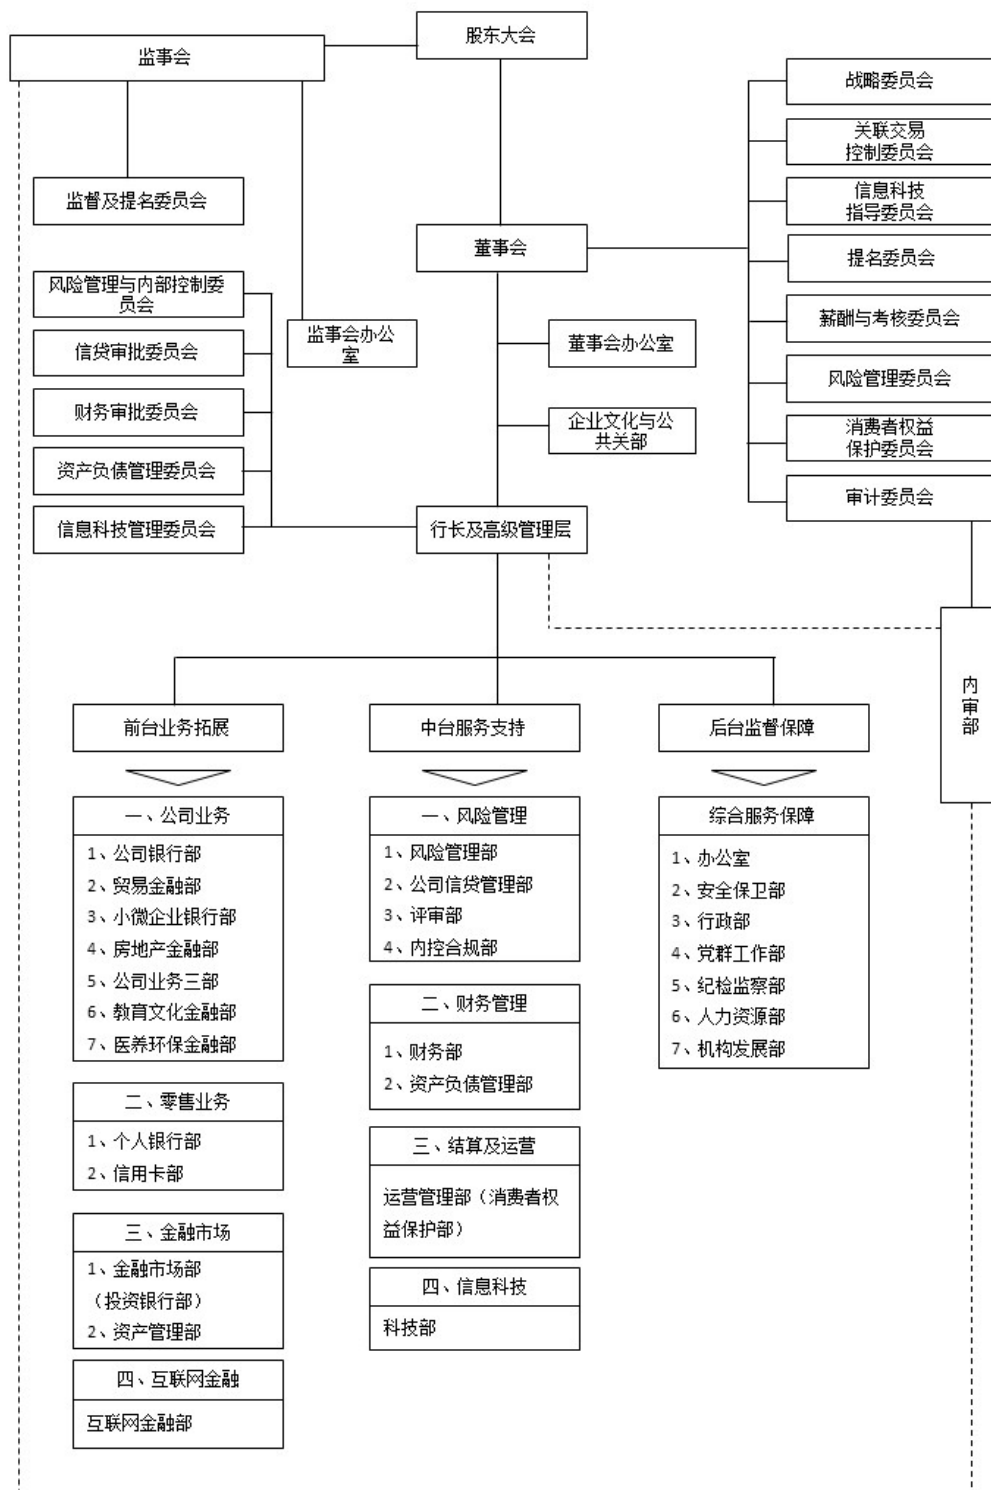 股东大会
监事会
战略委员会
关联交易
控制委员会
信息科技
指导委员会
监督及提名委员会
董事会
提名委员会
风险管理与内部控制委
员会
监事会办公
室
董事会办公室
薪酬与考核委员会
信贷审批委员会
风险管理委员会
财务审批委员会
企业文化与公
共关部
消费者权益
保护委员会
资产负债管理委员会
审计委员会
信息科技管理委员会
行长及高级管理层
内
审
部
前台业务拓展
中台服务支持
后台监督保障
一、公司业务
1、公司银行部
2、贸易金融部
3、小微企业银行部
4、房地产金融部
5、公司业务三部
6、教育文化金融部
7、医养环保金融部
二、零售业务
1、个人银行部
2、信用卡部
三、金融市场
1、金融市场部
（投资银行部）
2、资产管理部
四、互联网金融
互联网金融部
一、风险管理
1、风险管理部
2、公司信贷管理部
3、评审部
4、内控合规部
二、财务管理
1、财务部
2、资产负债管理部
三、结算及运营
运营管理部（消费者权
益保护部）
四、信息科技
科技部
综合服务保障
1、办公室
2、安全保卫部
3、行政部
4、党群工作部
5、纪检监察部
6、人力资源部
7、机构发展部